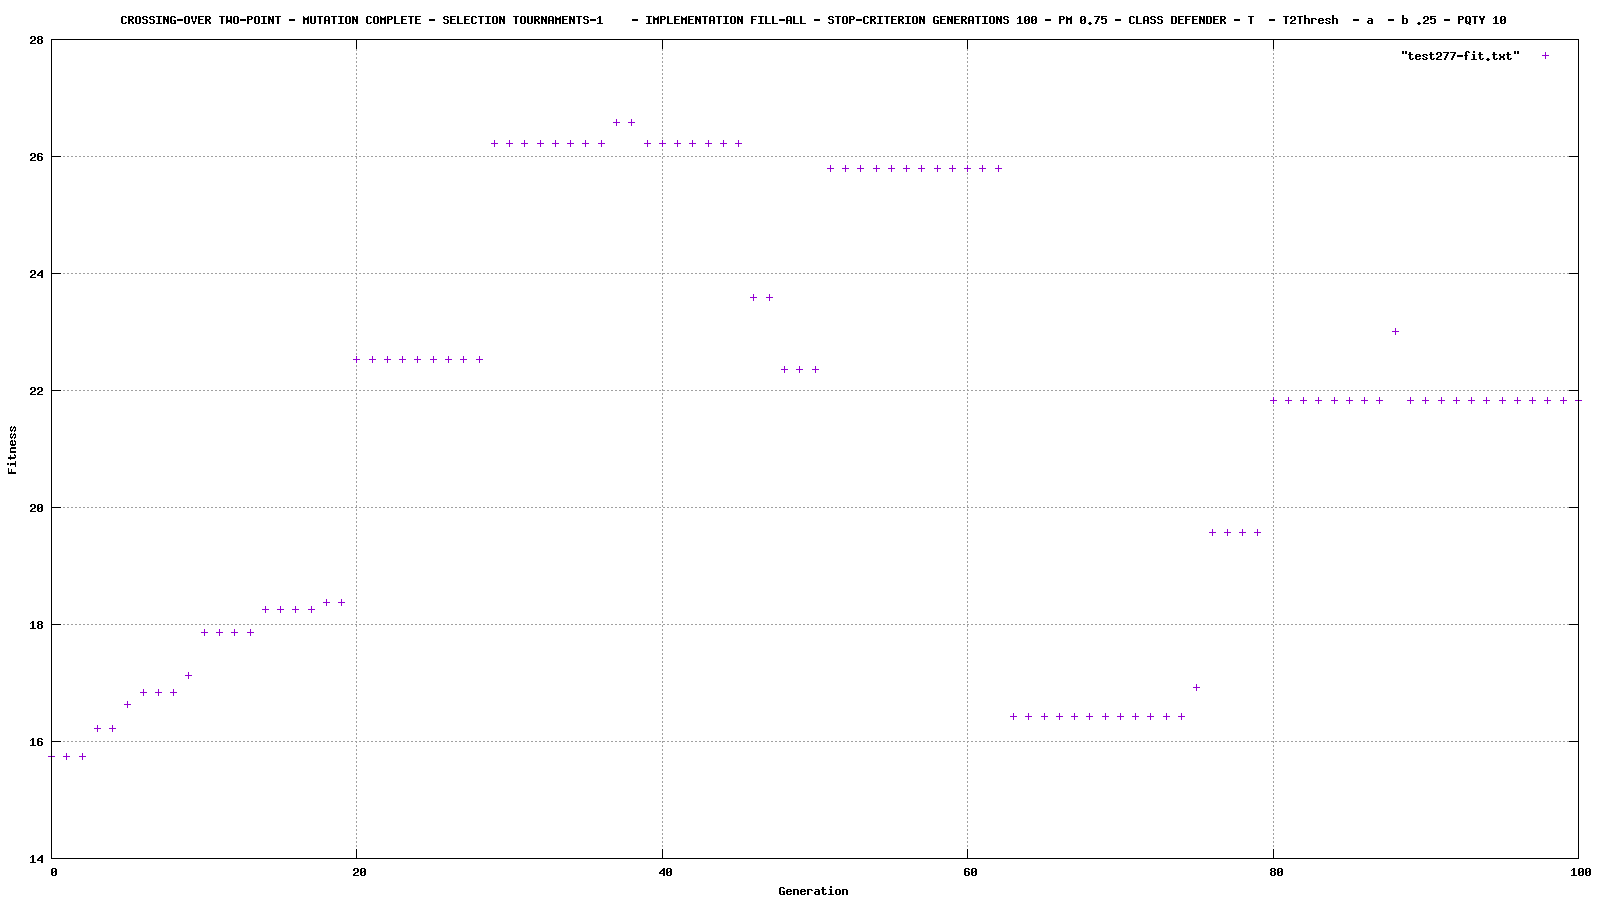 CROSSING-OVER TWO-POINT - MUTATION COMPLETE - SELECTION TOURNAMENTS-1    - IMPLEMENTATION FILL-ALL - STOP-CRITERION GENERATIONS 100 - PM 0.75 - CLASS DEFENDER - T  - T2Thresh  - a  - b .25 - PQTY 10
"test277-fit.txt"
28
26
24
22
20
18
16
14
Fitness
0 20 40 60 80 100
Generation